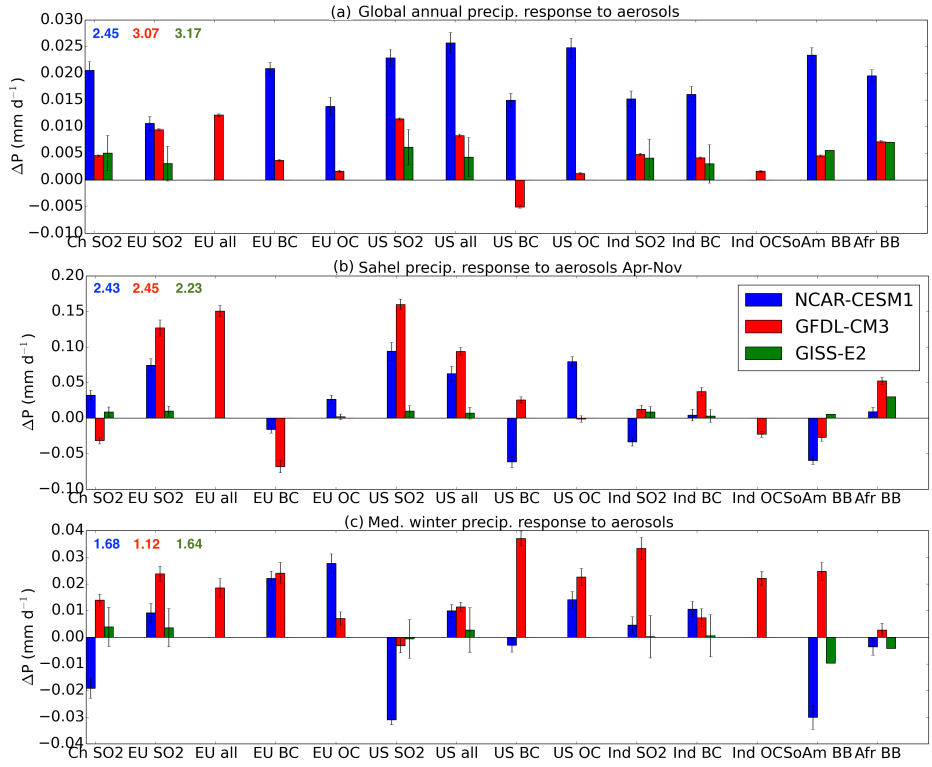 (a) Global annual precip. response to aerosols
2.45 3.07 3.17
ΔP (mm d⁻¹)
0.030
0.025
0.020
0.015
0.010
0.005
0.000
−0.005
−0.010
Ch SO2 EU SO2 EU all EU BC EU OC US SO2 US all US BC US OC Ind SO2 Ind BC Ind OC SoAm BB Afr BB
(b) Sahel precip. response to aerosols Apr-Nov
2.43 2.45 2.23
NCAR-CESM1
GFDL-CM3
GISS-E2
ΔP (mm d⁻¹)
0.20
0.15
0.10
0.05
0.00
−0.05
−0.10
Ch SO2 EU SO2 EU all EU BC EU OC US SO2 US all US BC US OC Ind SO2 Ind BC Ind OC SoAm BB Afr BB
(c) Med. winter precip. response to aerosols
1.68 1.12 1.64
ΔP (mm d⁻¹)
0.04
0.03
0.02
0.01
0.00
−0.01
−0.02
−0.03
−0.04
Ch SO2 EU SO2 EU all EU BC EU OC US SO2 US all US BC US OC Ind SO2 Ind BC Ind OC SoAm BB Afr BB